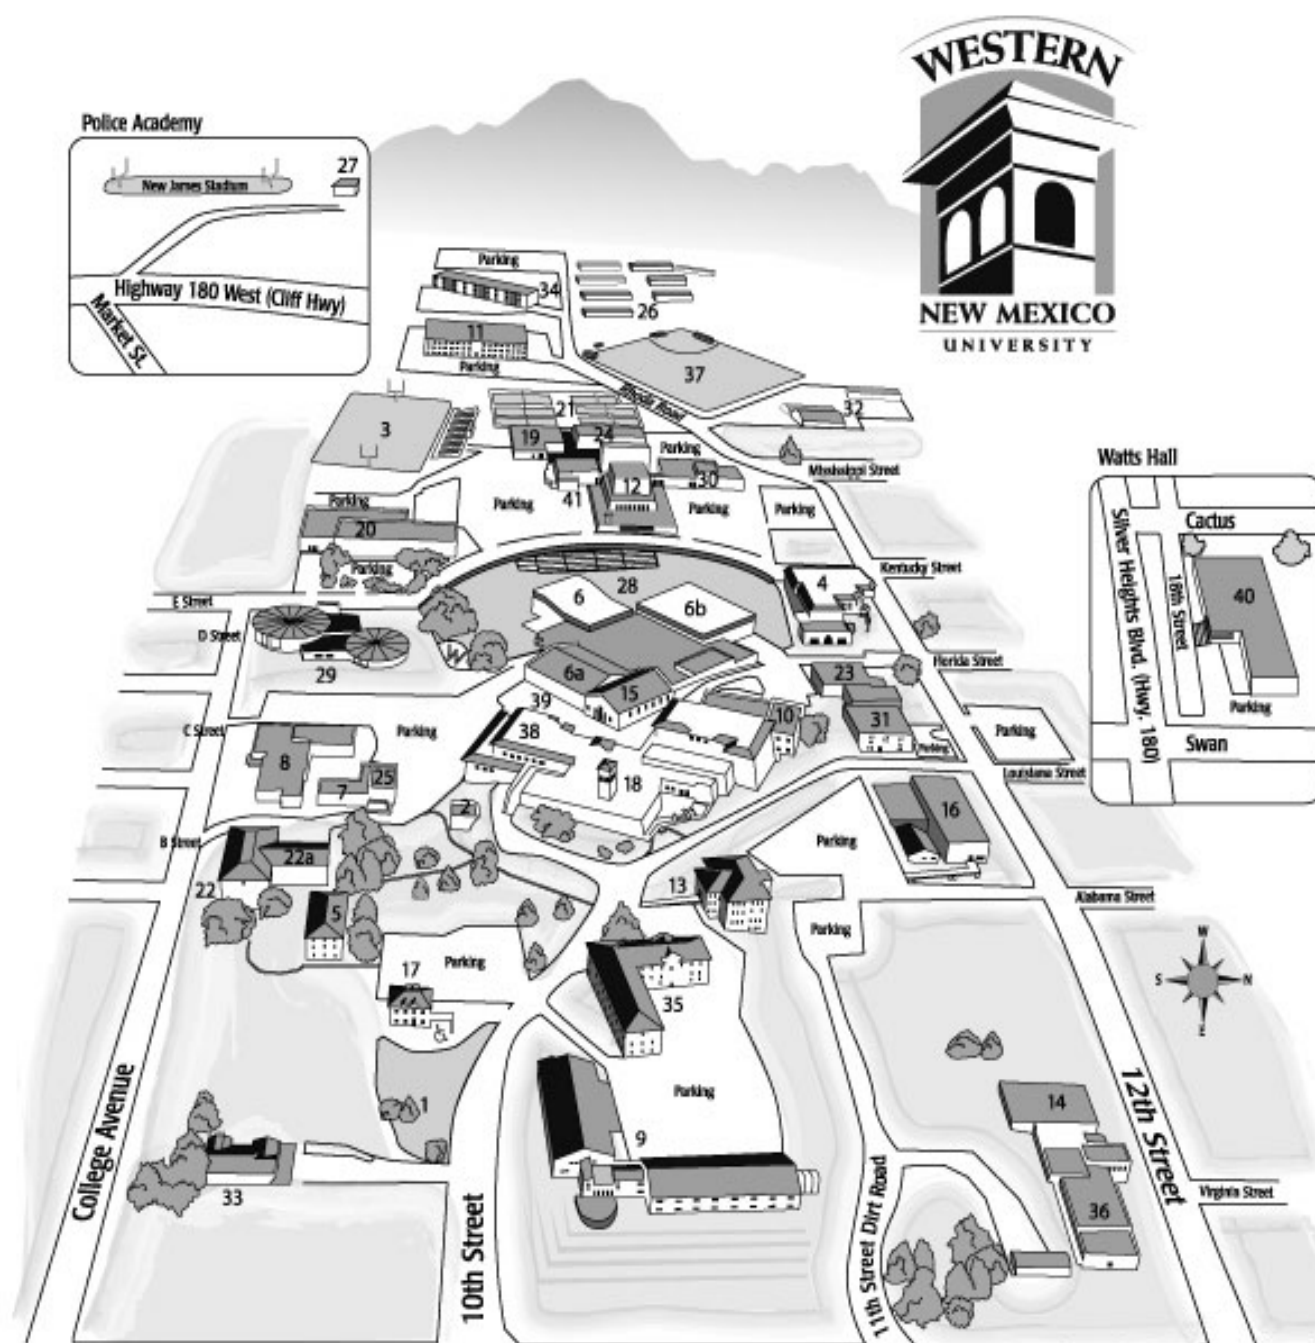 WESTERN
NEW MEXICO
UNIVERSITY
Police Academy
27
New James Stadium
Highway 180 West (Cliff Hwy)
Market St.
Parking
34
26
11
Parking
37
Rhoda Road
3
21
32
19
24
Parking
Mississippi Street
12
30
41
Parking
Parking
Parking
Parking
20
Parking
28
4
Kentucky Street
E Street
6
6b
D Street
29
6a
15
23
Florida Street
39
38
10
31
C Street
Parking
Parking
Parking
8
25
7
18
Louisiana Street
2
16
B Street
22a
Parking
22
13
Alabama Street
5
Parking
17
Parking
35
W
S
N
E
1
Parking
14
12th Street
College Avenue
9
33
10th Street
11th Street Dirt Road
36
Virginia Street
Watts Hall
Cactus
Silver Heights Blvd. (Hwy. 180)
18th Street
40
Parking
Swan